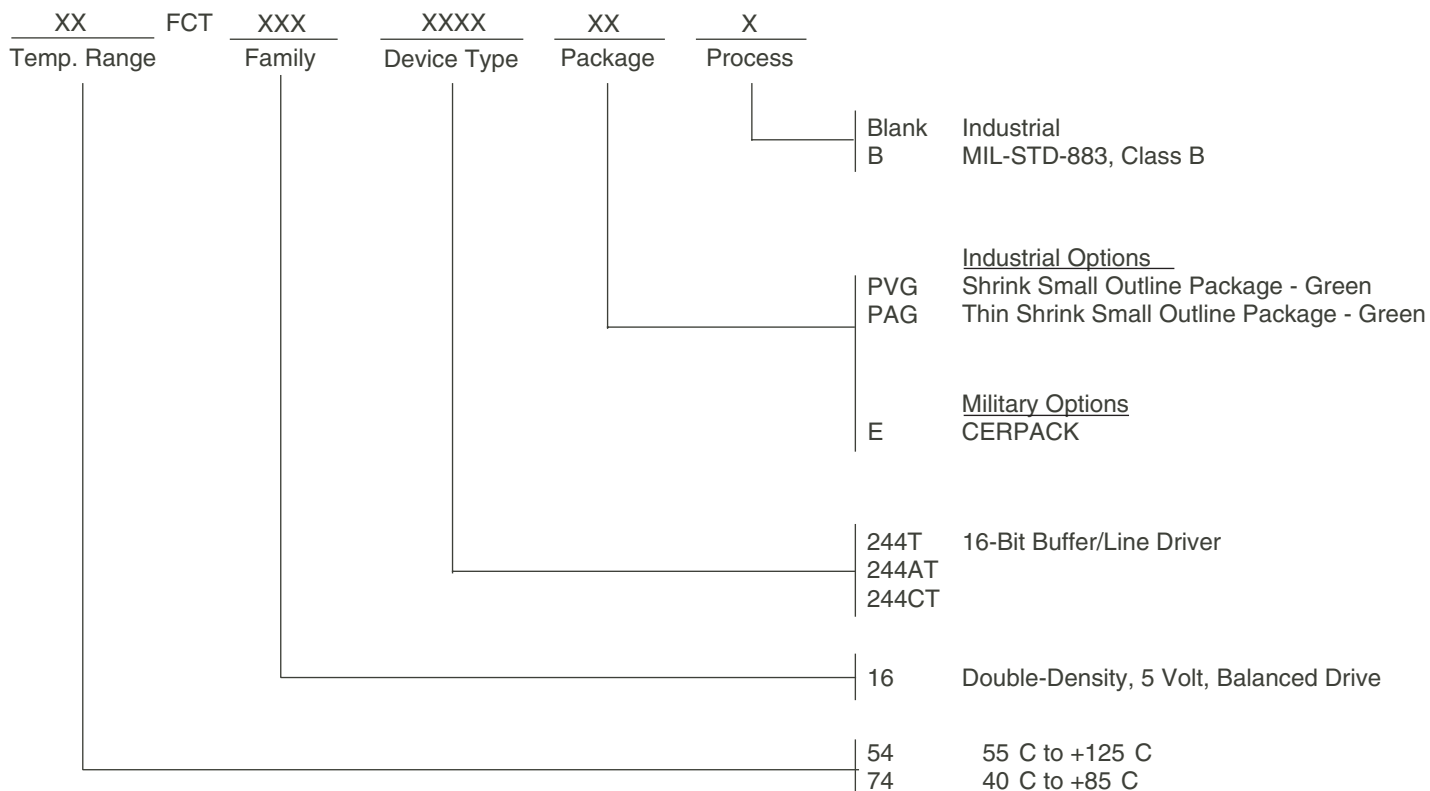 XX FCT XXX XXXX XX X
Temp. Range Family Device Type Package Process
Blank Industrial
B MIL-STD-883, Class B
Industrial Options
PVG Shrink Small Outline Package - Green
PAG Thin Shrink Small Outline Package - Green
Military Options
E CERPACK
244T 16-Bit Buffer/Line Driver
244AT
244CT
16 Double-Density, 5 Volt, Balanced Drive
54 55 C to +125 C
74 40 C to +85 C